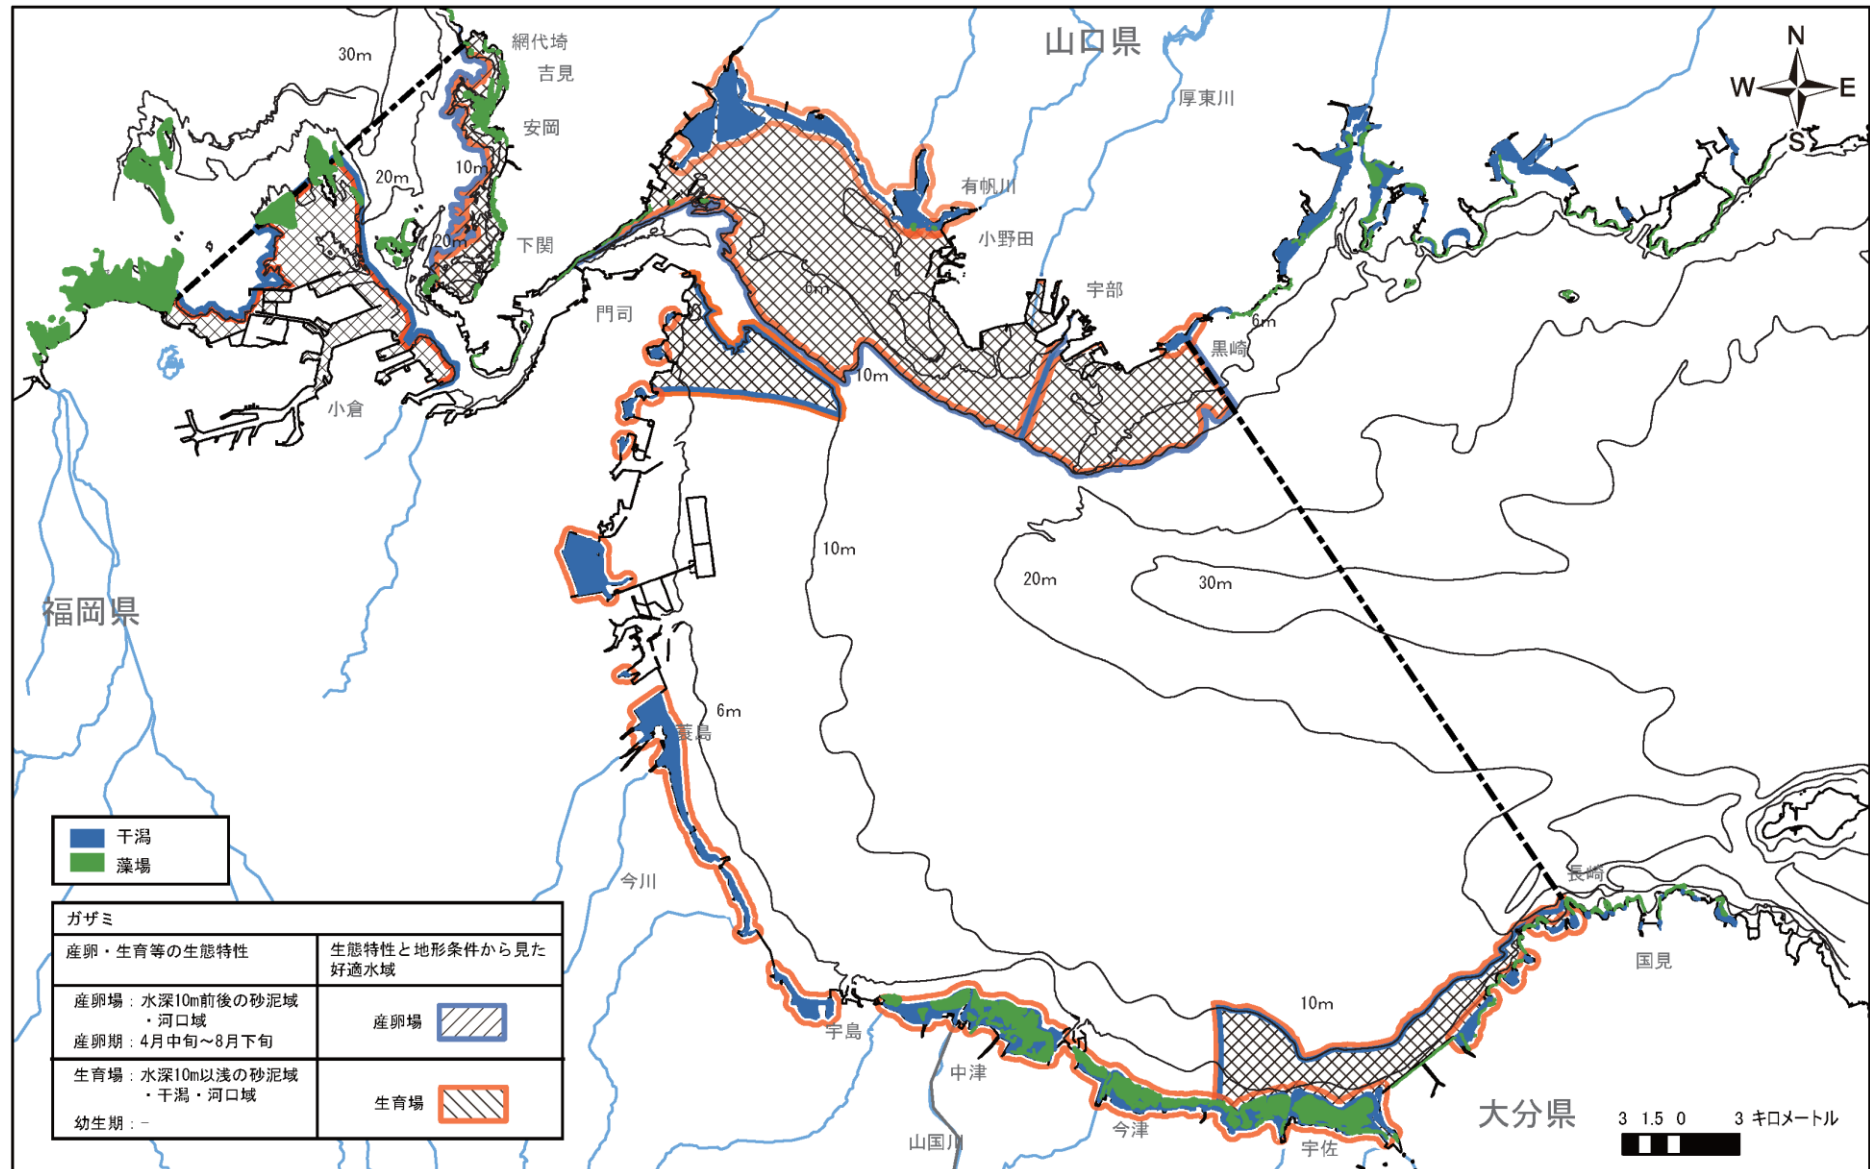 網代埼
吉見
30m
安岡
10m
20m
20m
下関
門司
小倉
山口県
厚東川
有帆川
小野田
宇部
6m
6m
黒崎
10m
N
W
E
S
福岡県
10m
20m
30m
6m
蓑島
今川
宇島
中津
山国川
今津
宇佐
10m
長崎
国見
大分県
干潟
藻場
ガザミ
産卵・生育等の生態特性
生態特性と地形条件から見た
好適水域
産卵場：水深10m前後の砂泥域
・河口域
産卵期：4月中旬～8月下旬
産卵場
生育場：水深10m以浅の砂泥域
・干潟・河口域
幼生期：-
生育場
3 1.5 0 3 キロメートル